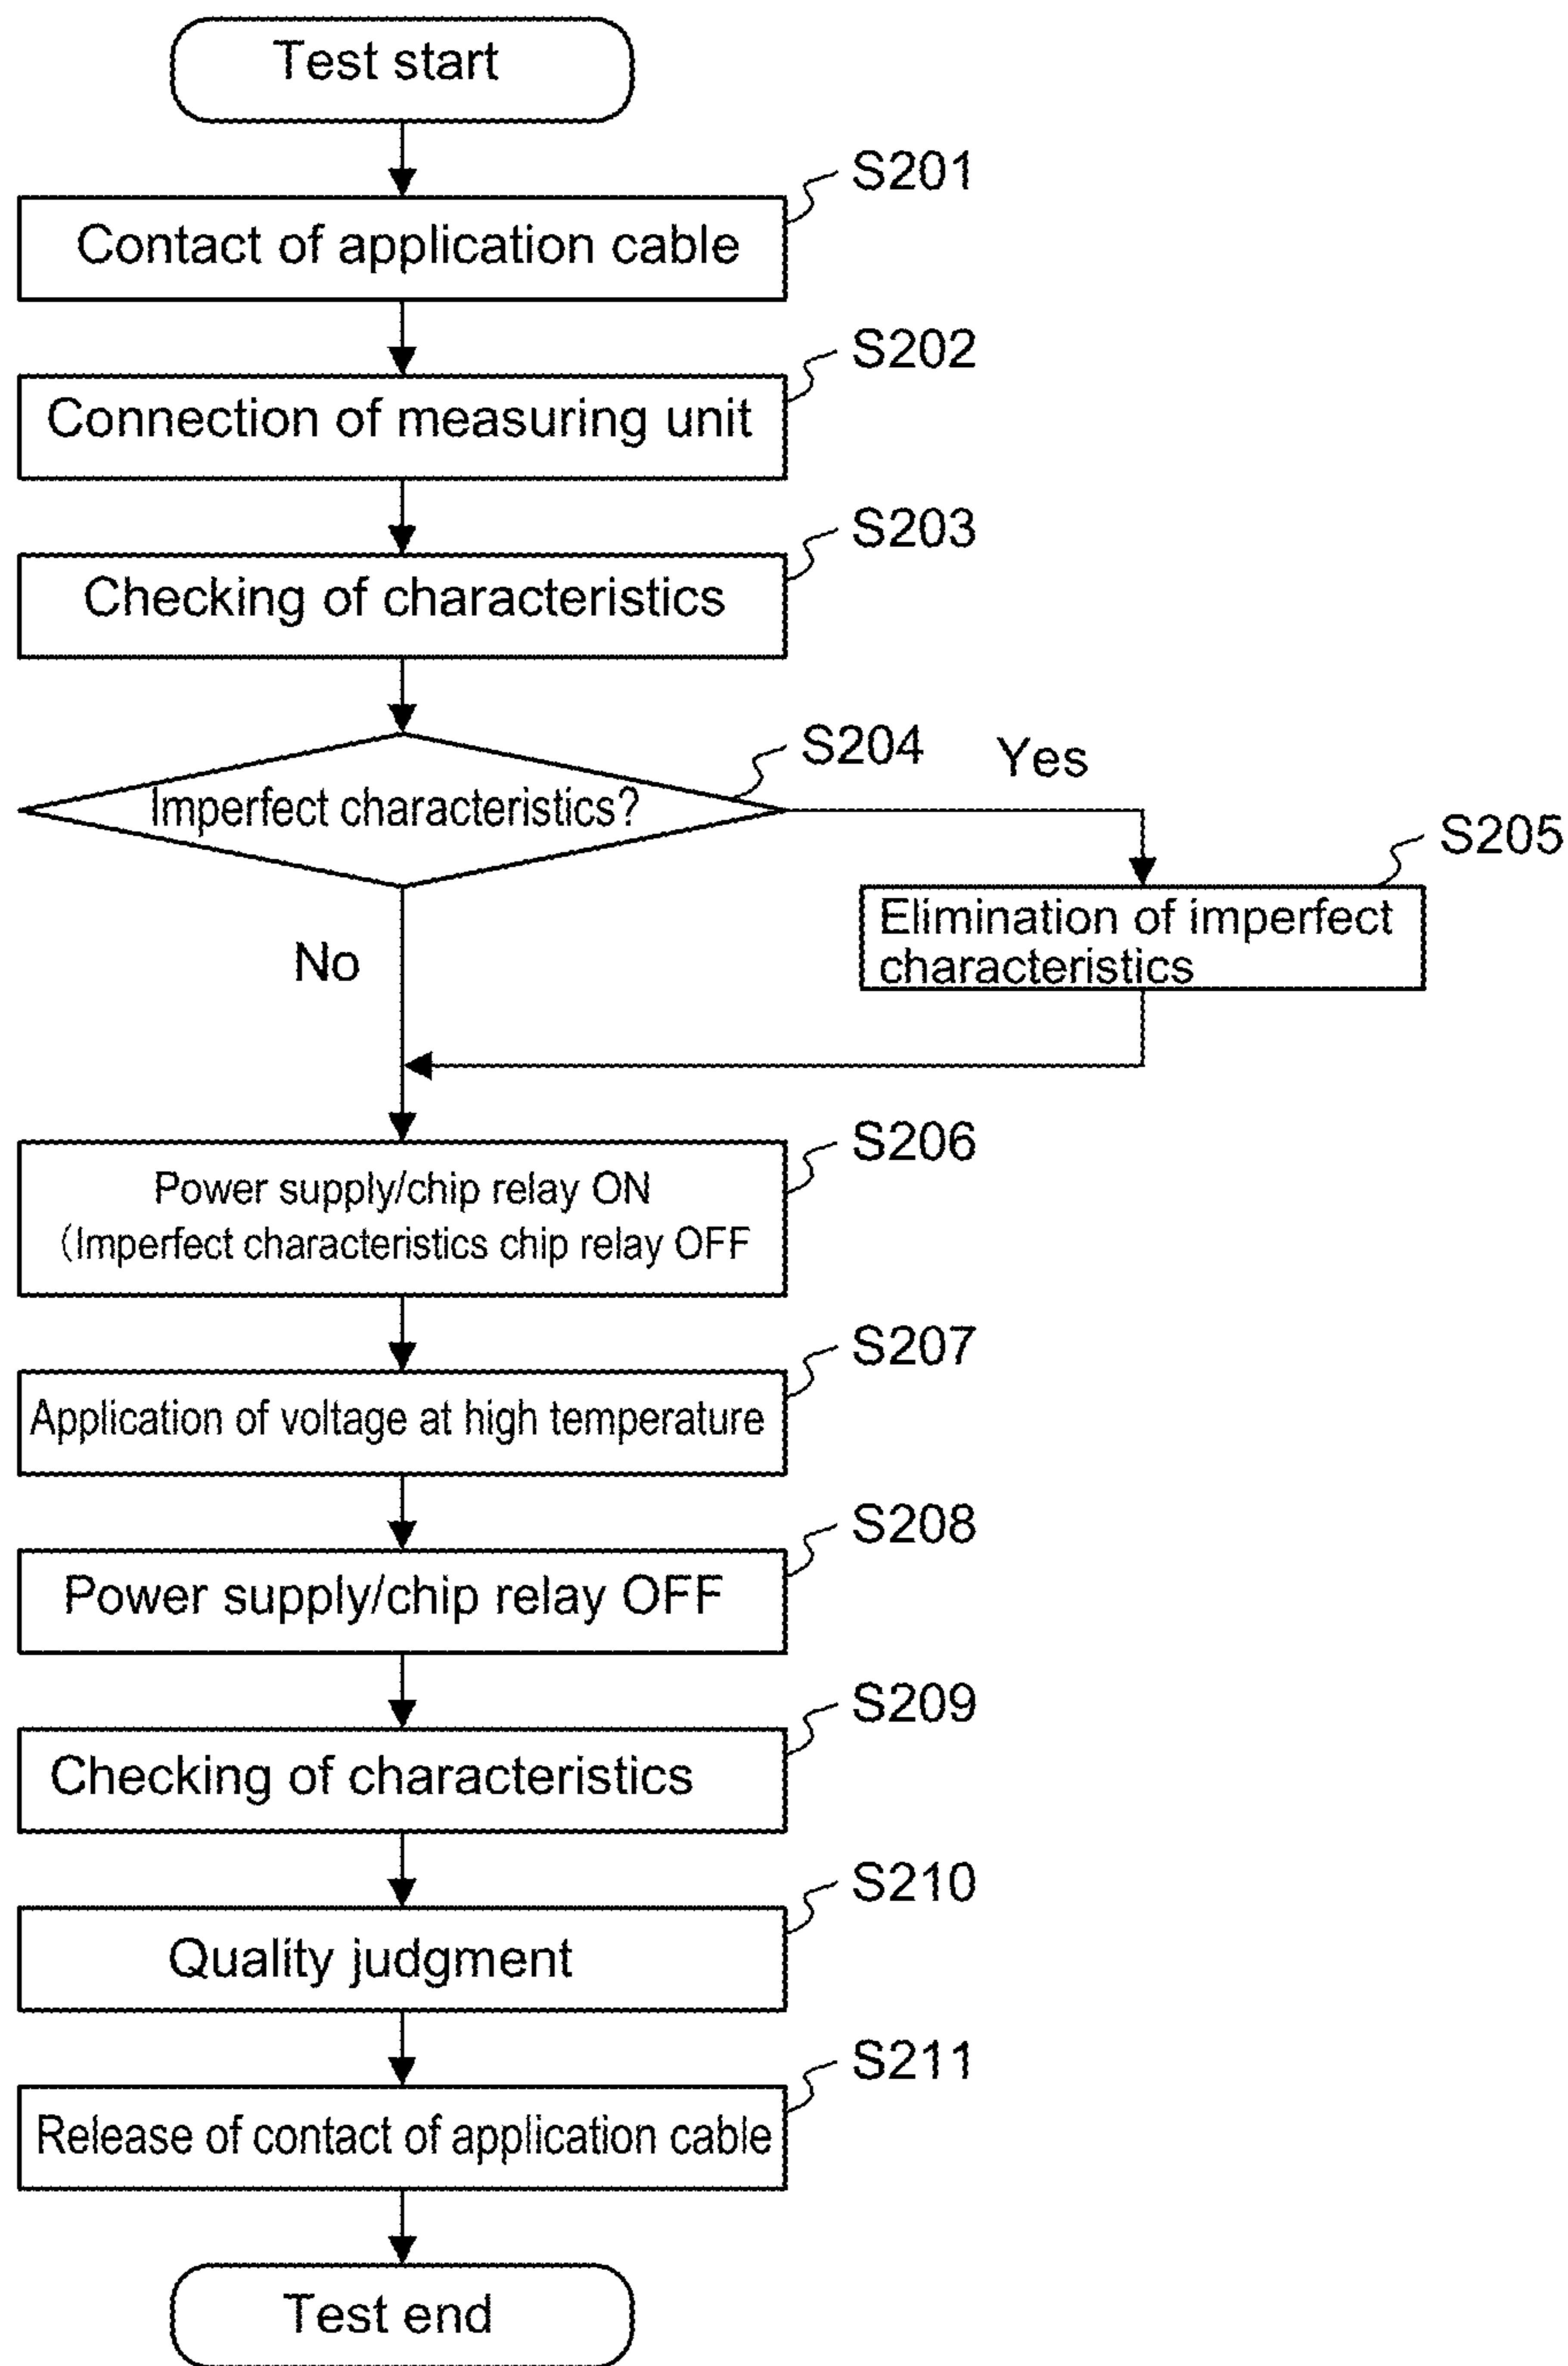 Test start
S201
Contact of application cable
S202
Connection of measuring unit
S203
Checking of characteristics
S204
Yes
Imperfect characteristics?
S205
Elimination of imperfect
characteristics
No
S206
Power supply/chip relay ON
(Imperfect characteristics chip relay OFF
S207
Application of voltage at high temperature
S208
Power supply/chip relay OFF
S209
Checking of characteristics
S210
Quality judgment
S211
Release of contact of application cable
Test end